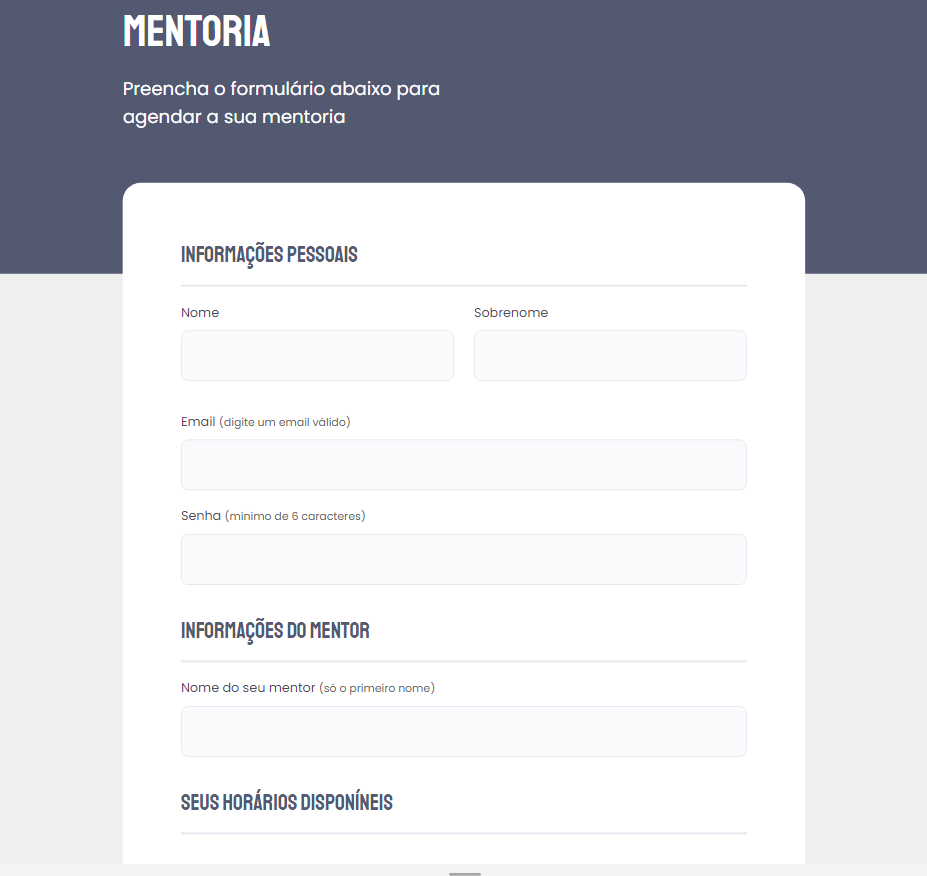 MENTORIA
Preencha o formulário abaixo para
agendar a sua mentoria
INFORMAÇÕES PESSOAIS
Nome
Sobrenome
Email (digite um email válido)
Senha (mínimo de 6 caracteres)
INFORMAÇÕES DO MENTOR
Nome do seu mentor (só o primeiro nome)
SEUS HORÁRIOS DISPONÍNEIS